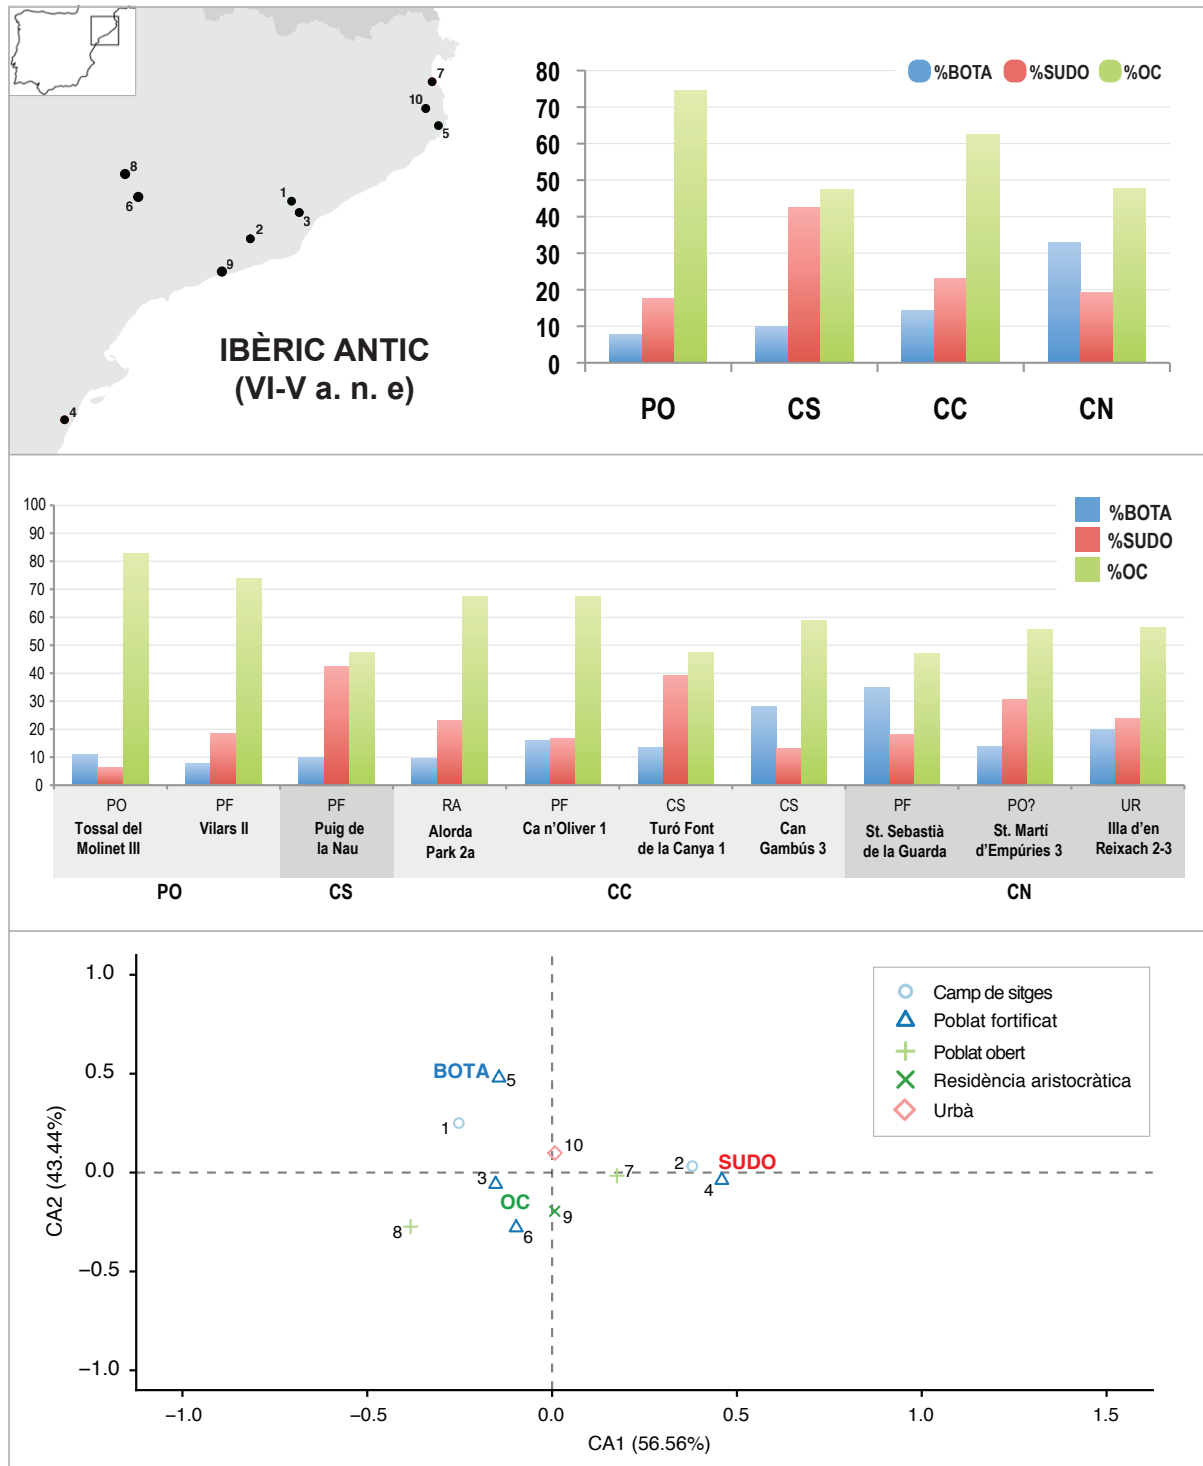 7
10
5
8
6
1
3
2
9
4
IBÈRIC ANTIC
(VI-V a. n. e)
%BOTA %SUDO %OC
80
70
60
50
40
30
20
10
0
PO CS CC CN
%BOTA
%SUDO
%OC
100
90
80
70
60
50
40
30
20
10
0
PO PF PF RA PF CS CS PF PO? UR
Tossal del Molinet III
Vilars II
Puig de la Nau
Alorda Park 2a
Ca n'Oliver 1
Turó Font de la Canya 1
Can Gambús 3
St. Sebastià de la Guarda
St. Martí d'Empúries 3
Illa d'en Reixach 2-3
PO CS CC CN
Camp de sitges
Poblat fortificat
Poblat obert
Residència aristocràtica
Urbà
1.0
0.5
0.0
−0.5
−1.0
CA2 (43.44%)
BOTA 5
1
10
3
7
2 SUDO
4
OC
6
9
8
−1.0 −0.5 0.0 0.5 1.0 1.5
CA1 (56.56%)